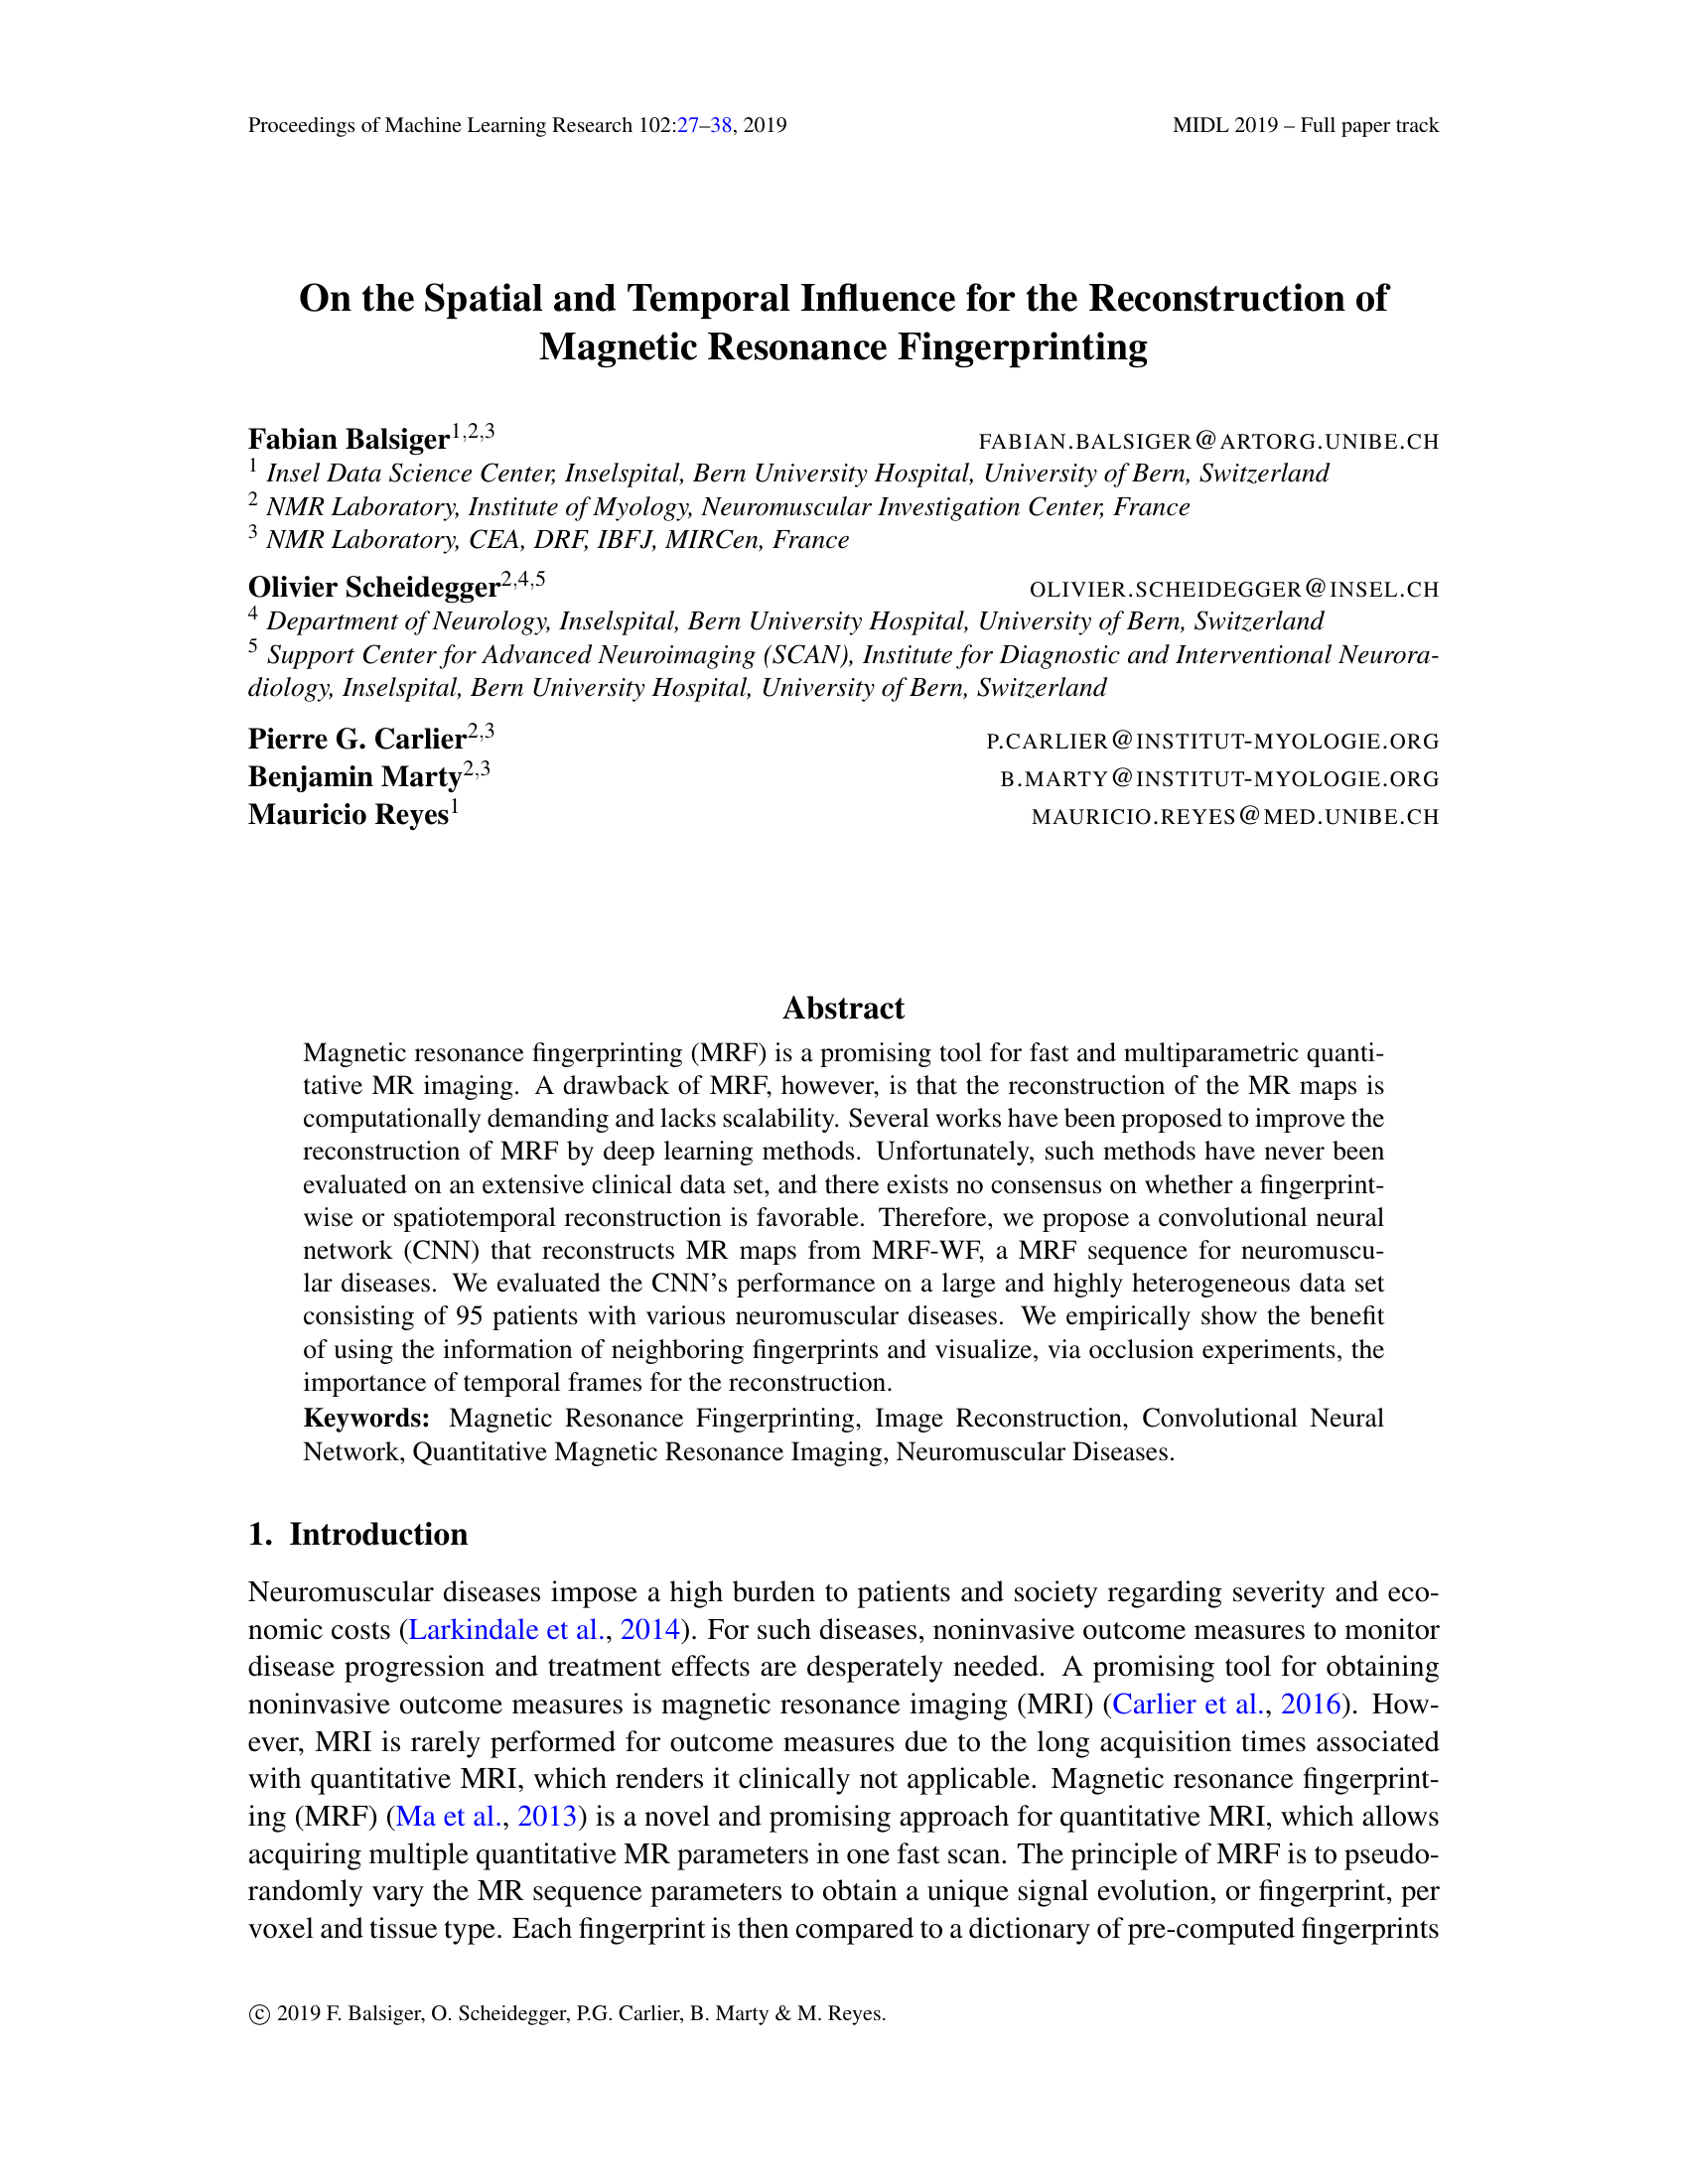 Proceedings of Machine Learning Research 102:27–38, 2019 MIDL 2019 – Full paper track
On the Spatial and Temporal Influence for the Reconstruction of
Magnetic Resonance Fingerprinting
Fabian Balsiger1,2,3 FABIAN.BALSIGER@ARTORG.UNIBE.CH
1 Insel Data Science Center, Inselspital, Bern University Hospital, University of Bern, Switzerland
2 NMR Laboratory, Institute of Myology, Neuromuscular Investigation Center, France
3 NMR Laboratory, CEA, DRF, IBFJ, MIRCen, France
Olivier Scheidegger2,4,5 OLIVIER.SCHEIDEGGER@INSEL.CH
4 Department of Neurology, Inselspital, Bern University Hospital, University of Bern, Switzerland
5 Support Center for Advanced Neuroimaging (SCAN), Institute for Diagnostic and Interventional Neurora-
diology, Inselspital, Bern University Hospital, University of Bern, Switzerland
Pierre G. Carlier2,3 P.CARLIER@INSTITUT-MYOLOGIE.ORG
Benjamin Marty2,3 B.MARTY@INSTITUT-MYOLOGIE.ORG
Mauricio Reyes1 MAURICIO.REYES@MED.UNIBE.CH
Abstract
Magnetic resonance fingerprinting (MRF) is a promising tool for fast and multiparametric quanti-
tative MR imaging. A drawback of MRF, however, is that the reconstruction of the MR maps is
computationally demanding and lacks scalability. Several works have been proposed to improve the
reconstruction of MRF by deep learning methods. Unfortunately, such methods have never been
evaluated on an extensive clinical data set, and there exists no consensus on whether a fingerprint-
wise or spatiotemporal reconstruction is favorable. Therefore, we propose a convolutional neural
network (CNN) that reconstructs MR maps from MRF-WF, a MRF sequence for neuromuscu-
lar diseases. We evaluated the CNN's performance on a large and highly heterogeneous data set
consisting of 95 patients with various neuromuscular diseases. We empirically show the benefit
of using the information of neighboring fingerprints and visualize, via occlusion experiments, the
importance of temporal frames for the reconstruction.
Keywords: Magnetic Resonance Fingerprinting, Image Reconstruction, Convolutional Neural
Network, Quantitative Magnetic Resonance Imaging, Neuromuscular Diseases.
1. Introduction
Neuromuscular diseases impose a high burden to patients and society regarding severity and eco-
nomic costs (Larkindale et al., 2014). For such diseases, noninvasive outcome measures to monitor
disease progression and treatment effects are desperately needed. A promising tool for obtaining
noninvasive outcome measures is magnetic resonance imaging (MRI) (Carlier et al., 2016). How-
ever, MRI is rarely performed for outcome measures due to the long acquisition times associated
with quantitative MRI, which renders it clinically not applicable. Magnetic resonance fingerprint-
ing (MRF) (Ma et al., 2013) is a novel and promising approach for quantitative MRI, which allows
acquiring multiple quantitative MR parameters in one fast scan. The principle of MRF is to pseudo-
randomly vary the MR sequence parameters to obtain a unique signal evolution, or fingerprint, per
voxel and tissue type. Each fingerprint is then compared to a dictionary of pre-computed fingerprints
© 2019 F. Balsiger, O. Scheidegger, P.G. Carlier, B. Marty & M. Reyes.